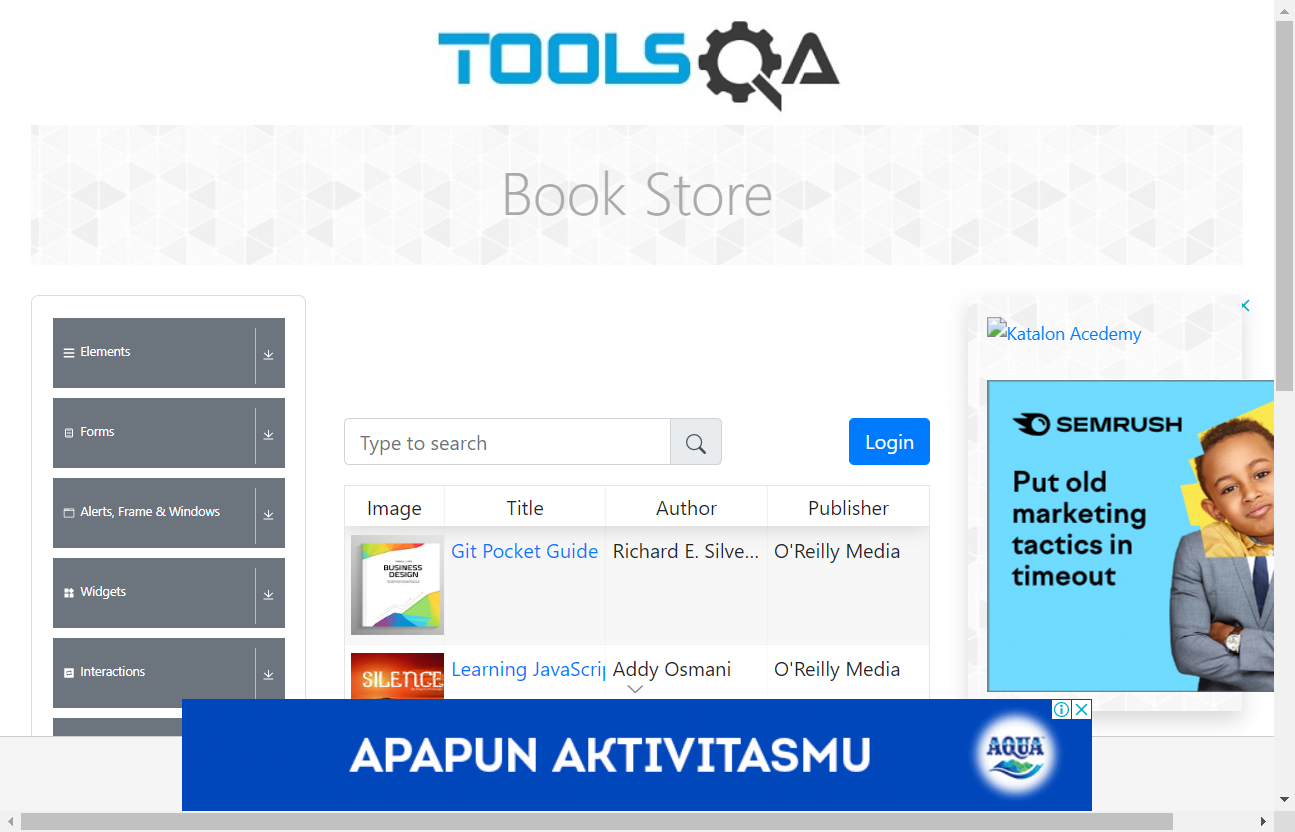 TOOLSQA
Book Store
Elements
Forms
Alerts, Frame & Windows
Widgets
Interactions
Type to search
Login
Image
Title
Author
Publisher
BUSINESS
DESIGN
Git Pocket Guide
Richard E. Silve...
O'Reilly Media
SILENCE
Learning JavaScrip
Addy Osmani
O'Reilly Media
Katalon Acedemy
SEMRUSH
Put old
marketing
tactics in
timeout
APAPUN AKTIVITASMU
AQUA